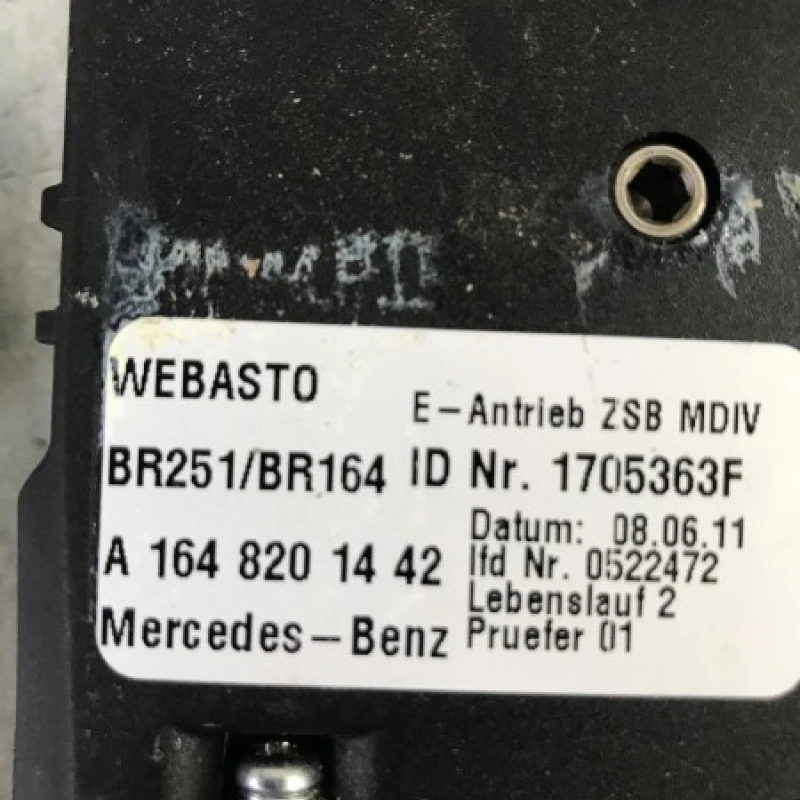 WEBASTO
E-Antrieb ZSB MDIV
BR251/BR164 ID Nr. 1705363F
Datum: 08.06.11
A 164 820 14 42
lfd Nr. 0522472
Lebenslauf 2
Mercedes-Benz
Pruefer 01